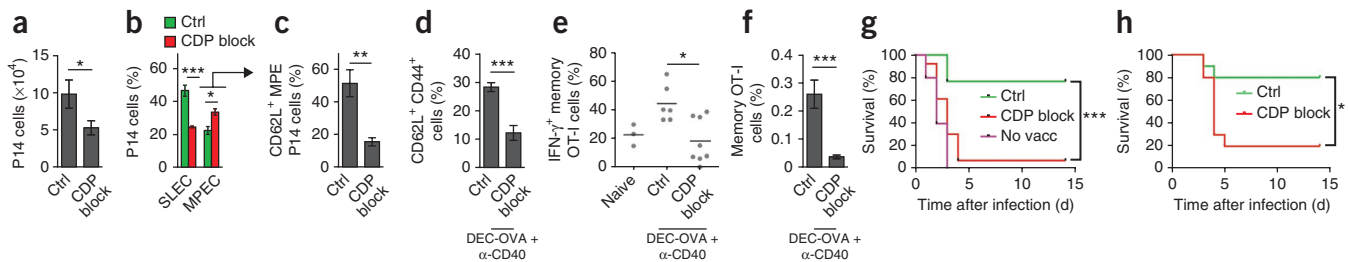 a
P14 cells (×10⁴)
15
10
5
0
*
Ctrl
CDP
block
b
Ctrl
CDP block
P14 cells (%)
60
40
20
0
***
*
SLEC
MPEC
c
CD62L⁺ MPE
P14 cells (%)
80
60
40
20
0
**
Ctrl
CDP
block
d
CD62L⁺ CD44⁺
cells (%)
40
30
20
10
0
***
Ctrl
CDP
block
DEC-OVA +
α-CD40
e
IFN-γ⁺ memory
OT-I cells (%)
80
60
40
20
0
*
Naive
Ctrl
CDP
block
DEC-OVA +
α-CD40
f
Memory OT-I
cells (%)
0.4
0.3
0.2
0.1
0
***
Ctrl
CDP
block
DEC-OVA +
α-CD40
g
Survival (%)
100
80
60
40
20
0
Ctrl
CDP block
No vacc
***
0 5 10 15
Time after infection (d)
h
Survival (%)
100
80
60
40
20
0
Ctrl
CDP block
*
0 5 10 15
Time after infection (d)